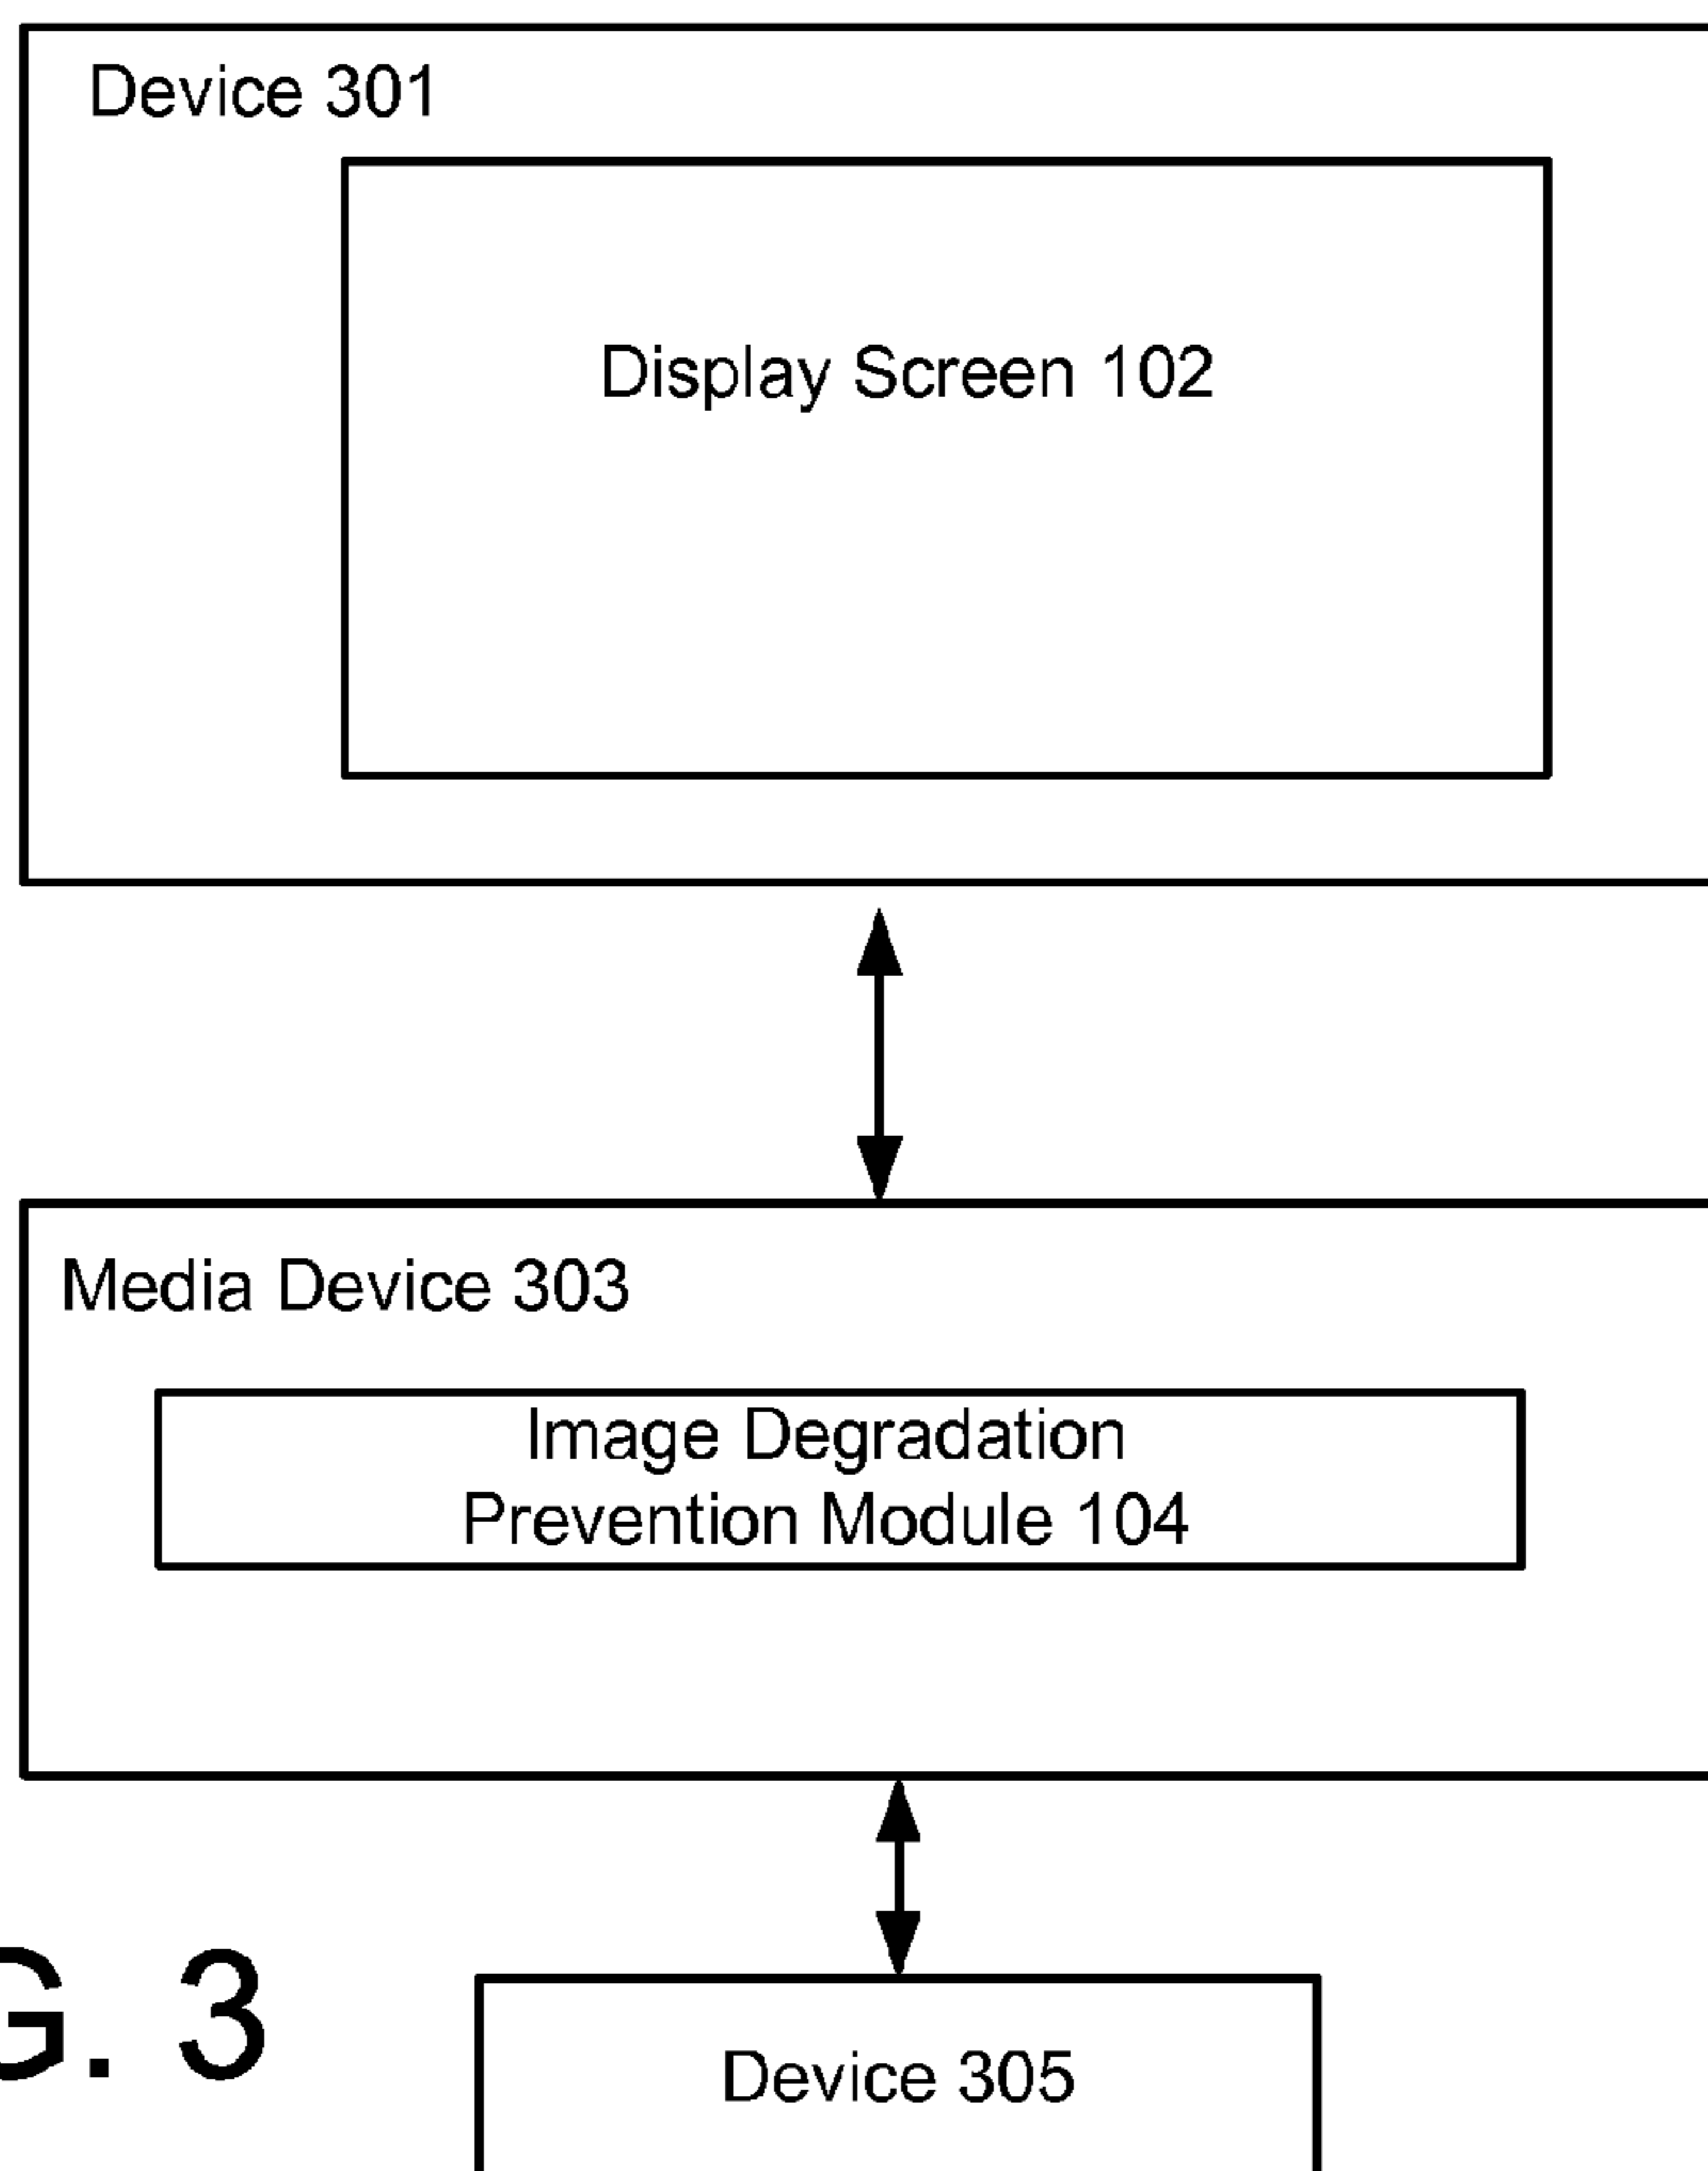 Device 301
Display Screen 102
Media Device 303
Image Degradation
Prevention Module 104
G. 3
Device 305